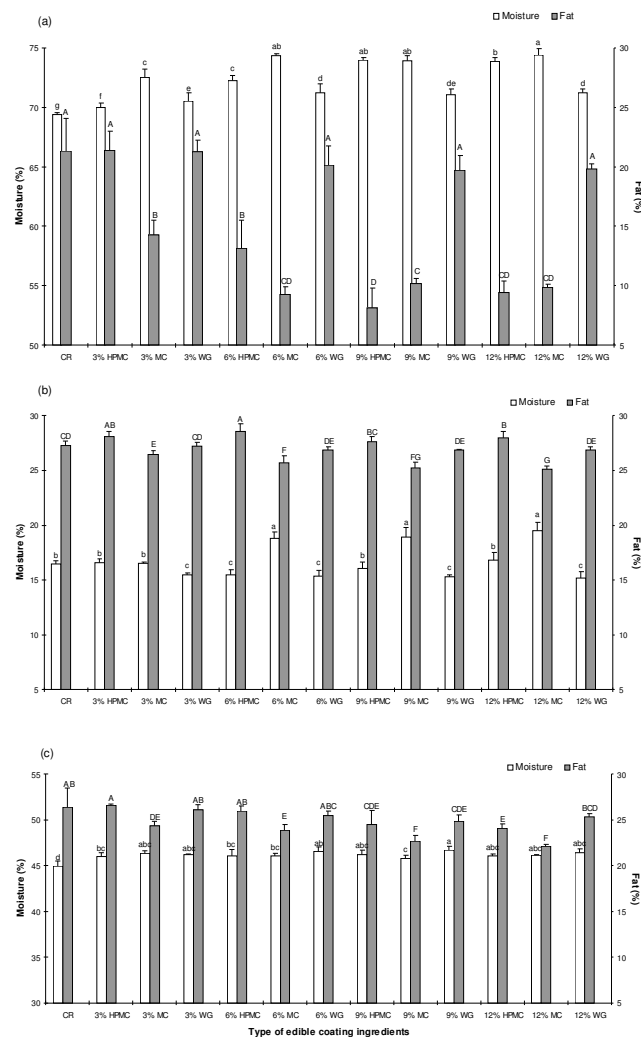 (a)
Moisture Fat
75 30
70 25
65 20
60 15
55 10
50 5
Moisture (%)
Fat (%)
g A f A c B e A c B ab CD d A ab D ab C de A b CD a CD d A
CR 3% HPMC 3% MC 3% WG 6% HPMC 6% MC 6% WG 9% HPMC 9% MC 9% WG 12% HPMC 12% MC 12% WG
(b)
Moisture Fat
30 30
25 25
20 20
15 15
10 10
5 5
Moisture (%)
Fat (%)
b CD b AB b E c CD c A a F c DE b BC a FG c DE b B a G c DE
CR 3% HPMC 3% MC 3% WG 6% HPMC 6% MC 6% WG 9% HPMC 9% MC 9% WG 12% HPMC 12% MC 12% WG
(c)
Moisture Fat
55 30
50 25
45 20
40 15
35 10
30 5
Moisture (%)
Fat (%)
d AB bc A abc DE abc AB bc AB bc E ab ABC abc CDE c F a CDE abc E abc F abc BCD
CR 3% HPMC 3% MC 3% WG 6% HPMC 6% MC 6% WG 9% HPMC 9% MC 9% WG 12% HPMC 12% MC 12% WG
Type of edible coating ingredients